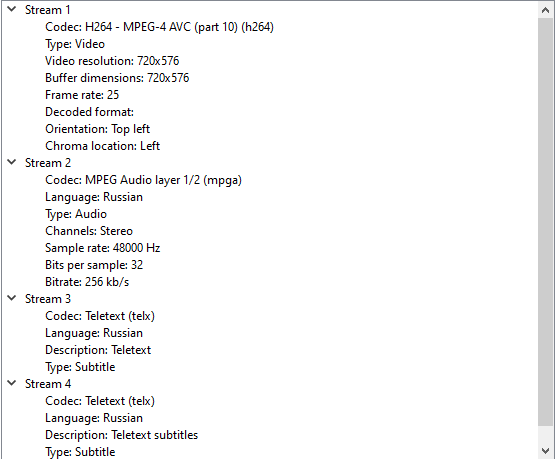 Stream 1
Codec: H264 - MPEG-4 AVC (part 10) (h264)
Type: Video
Video resolution: 720x576
Buffer dimensions: 720x576
Frame rate: 25
Decoded format:
Orientation: Top left
Chroma location: Left
Stream 2
Codec: MPEG Audio layer 1/2 (mpga)
Language: Russian
Type: Audio
Channels: Stereo
Sample rate: 48000 Hz
Bits per sample: 32
Bitrate: 256 kb/s
Stream 3
Codec: Teletext (telx)
Language: Russian
Description: Teletext
Type: Subtitle
Stream 4
Codec: Teletext (telx)
Language: Russian
Description: Teletext subtitles
Type: Subtitle